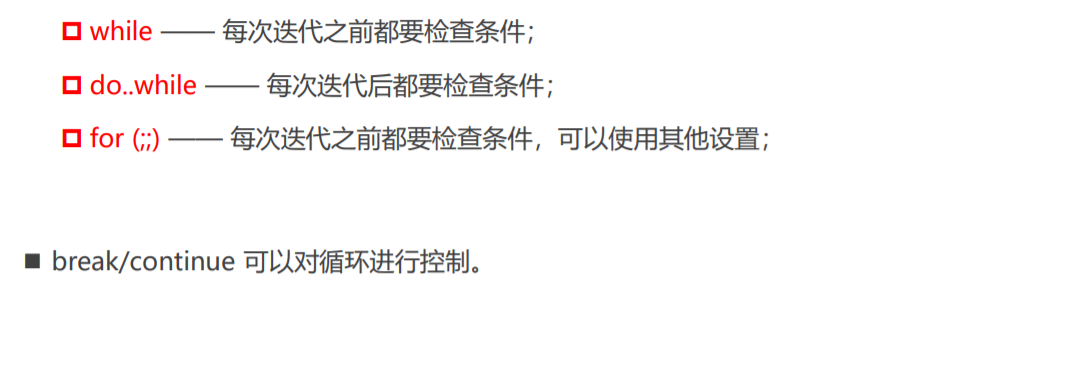 while —— 每次迭代之前都要检查条件；
do..while —— 每次迭代后都要检查条件；
for (;;) —— 每次迭代之前都要检查条件，可以使用其他设置；
break/continue 可以对循环进行控制。